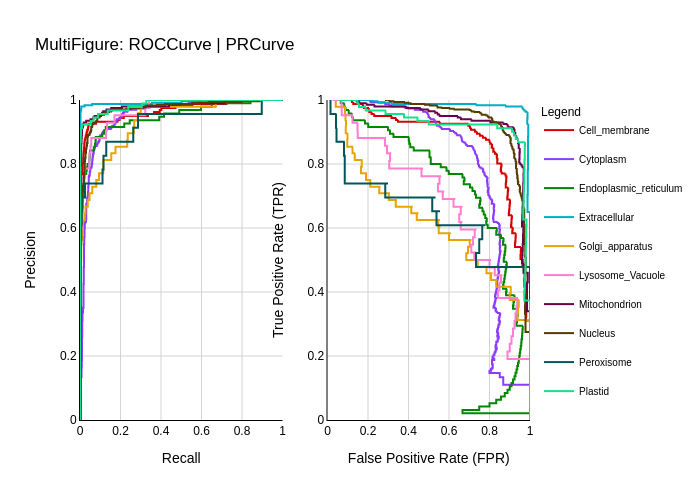 MultiFigure: ROCCurve | PRCurve
Precision
1
0.8
0.6
0.4
0.2
0
0 0.2 0.4 0.6 0.8 1
Recall
True Positive Rate (TPR)
1
0.8
0.6
0.4
0.2
0
0 0.2 0.4 0.6 0.8 1
False Positive Rate (FPR)
Legend
Cell_membrane
Cytoplasm
Endoplasmic_reticulum
Extracellular
Golgi_apparatus
Lysosome_Vacuole
Mitochondrion
Nucleus
Peroxisome
Plastid